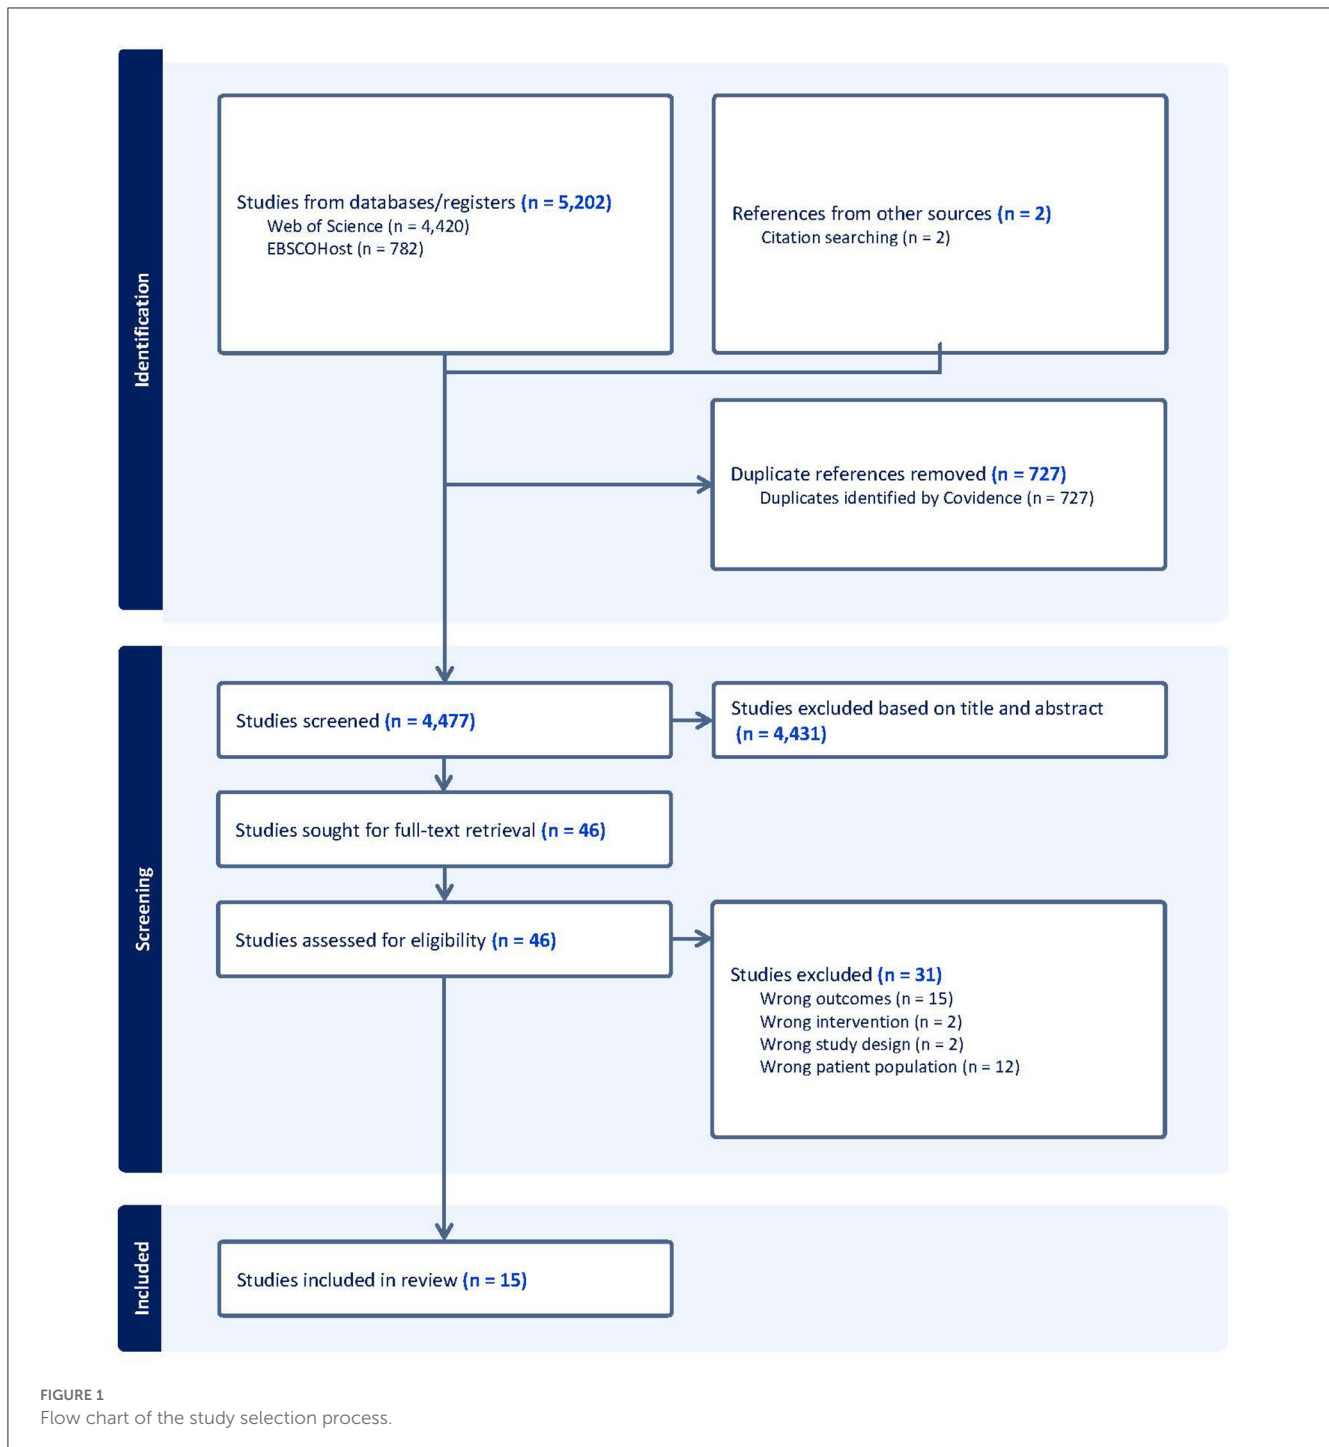 Identification
Studies from databases/registers (n = 5,202)
Web of Science (n = 4,420)
EBSCOHost (n = 782)
References from other sources (n = 2)
Citation searching (n = 2)
Duplicate references removed (n = 727)
Duplicates identified by Covidence (n = 727)
Screening
Studies screened (n = 4,477)
Studies excluded based on title and abstract
(n = 4,431)
Studies sought for full-text retrieval (n = 46)
Studies assessed for eligibility (n = 46)
Studies excluded (n = 31)
Wrong outcomes (n = 15)
Wrong intervention (n = 2)
Wrong study design (n = 2)
Wrong patient population (n = 12)
Included
Studies included in review (n = 15)
FIGURE 1
Flow chart of the study selection process.